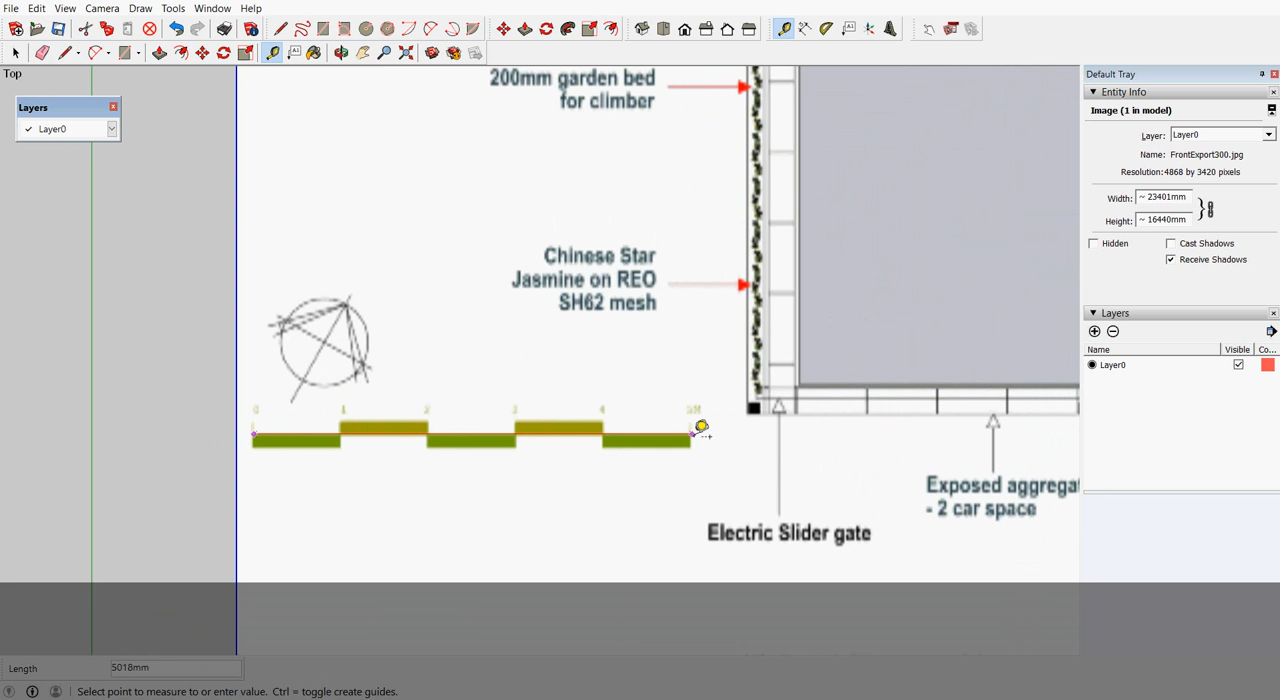 File Edit View Camera Draw Tools Window Help
Top
Layers
Layer0
200mm garden bed
for climber
Chinese Star
Jasmine on REO
SH62 mesh
0 1 2 3 4
Electric Slider gate
Exposed aggregat
- 2 car space
Default Tray
Entity Info
Image (1 in model)
Layer: Layer0
Name: FrontExport300.jpg
Resolution: 4868 by 3420 pixels
Width: ~ 23401mm
Height: ~ 16440mm
Hidden Cast Shadows
Receive Shadows
Layers
Name Visible Co...
Layer0
Length 5018mm
Select point to measure to or enter value. Ctrl = toggle create guides.